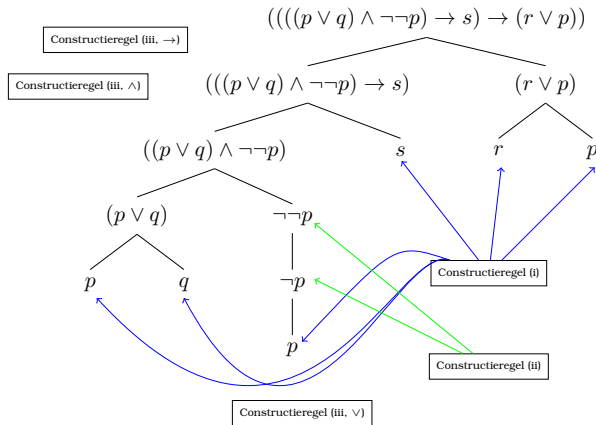 ((((p ∨ q) ∧ ¬¬p) → s) → (r ∨ p))
Constructieregel (iii, →)
Constructieregel (iii, ∧)
(((p ∨ q) ∧ ¬¬p) → s)
(r ∨ p)
((p ∨ q) ∧ ¬¬p)
s
r
p
(p ∨ q)
¬¬p
Constructieregel (i)
p
q
¬p
p
Constructieregel (ii)
Constructieregel (iii, ∨)